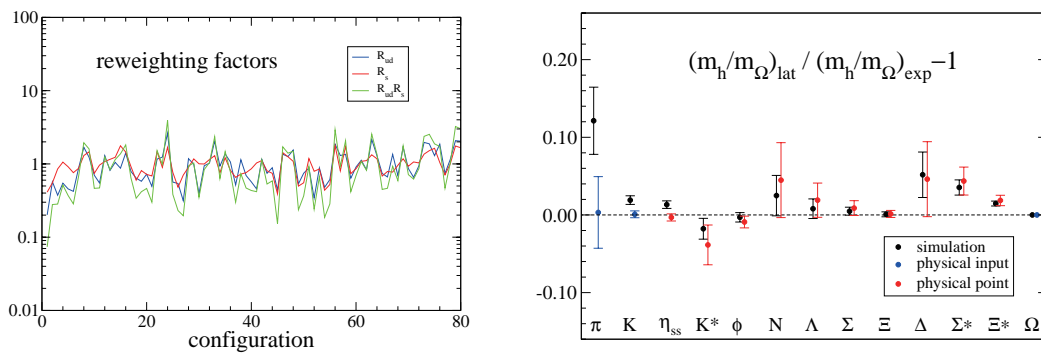 100
10
1
0.1
0.01
reweighting factors
R_ud
R_s
R_udR_s
0 20 40 60 80
configuration
0.20
0.10
0.00
-0.10
(m_h/m_Ω)_lat / (m_h/m_Ω)_exp−1
simulation
physical input
physical point
π K η_ss K* ϕ N Λ Σ Ξ Δ Σ* Ξ* Ω